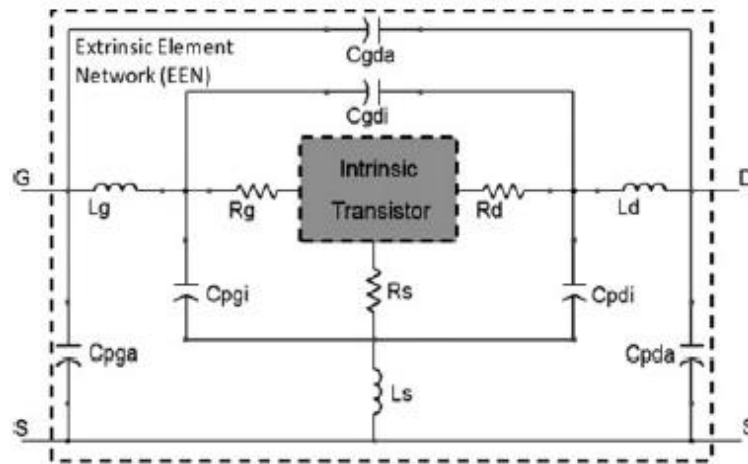 Extrinsic Element
Network (EEN)
Cgda
Cgdi
G
Lg
Rg
Intrinsic
Transistor
Rd
Ld
D
Cpgi
Rs
Cpdi
Cpga
Ls
Cpda
S
S